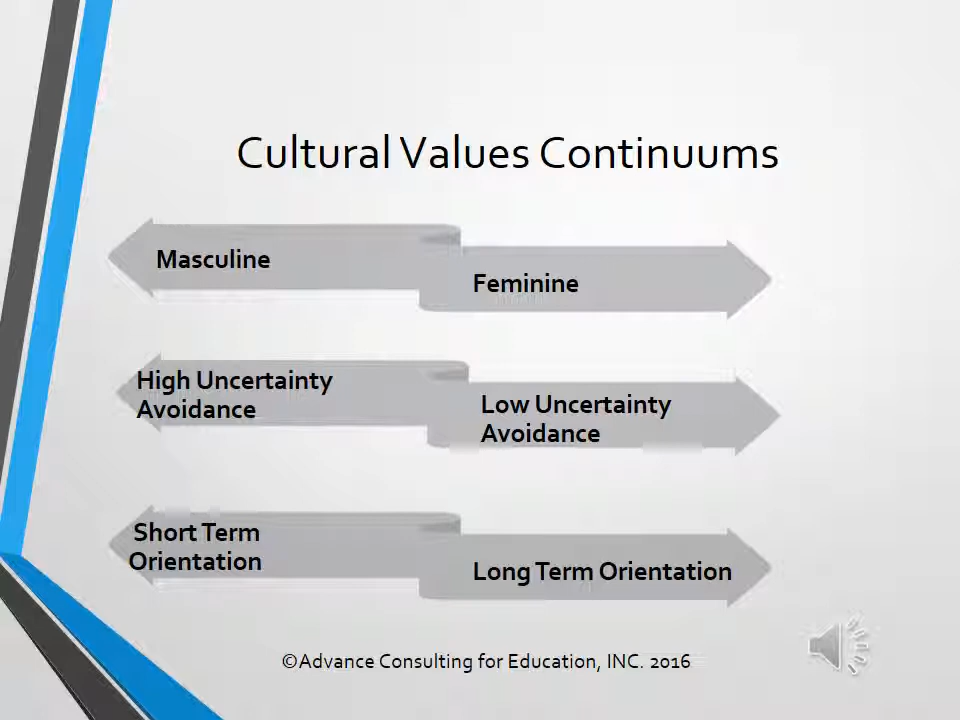 Cultural Values Continuums
Masculine
Feminine
High Uncertainty
Avoidance
Low Uncertainty
Avoidance
Short Term
Orientation
Long Term Orientation
©Advance Consulting for Education, INC. 2016